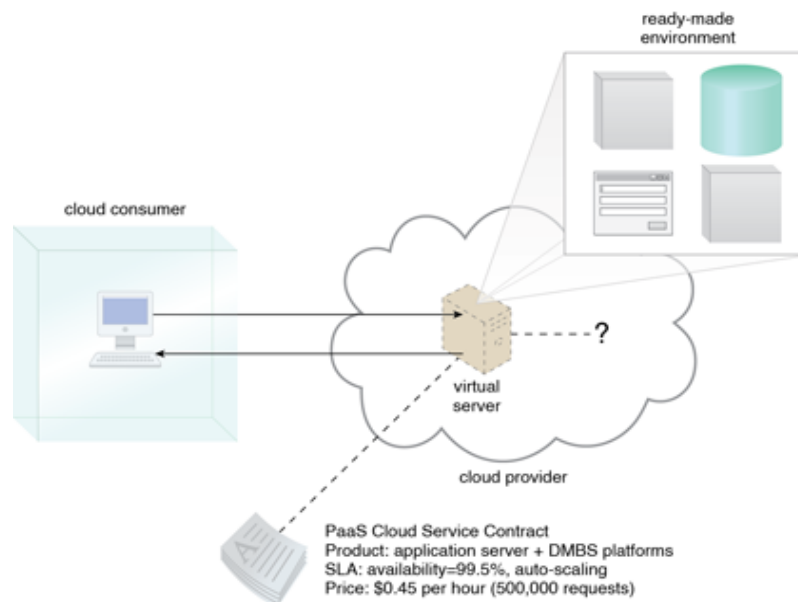 ready-made
environment
cloud consumer
?
virtual
server
cloud provider
A
PaaS Cloud Service Contract
Product: application server + DMBS platforms
SLA: availability=99.5%, auto-scaling
Price: $0.45 per hour (500,000 requests)